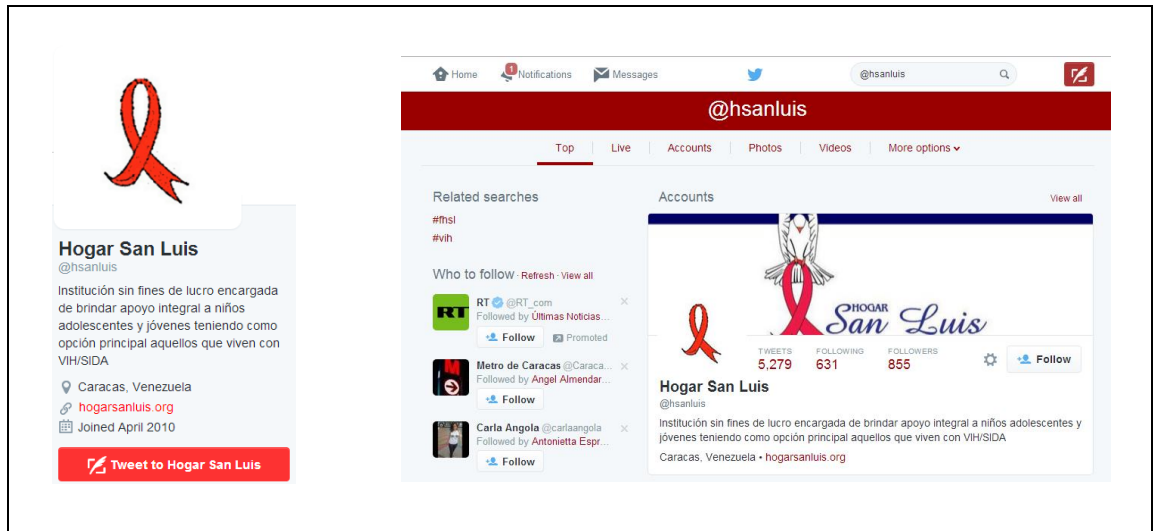 Hogar San Luis
@hsanluis
Institución sin fines de lucro encargada
de brindar apoyo integral a niños
adolescentes y jóvenes teniendo como
opción principal aquellos que viven con
VIH/SIDA
Caracas, Venezuela
hogarsanluis.org
Joined April 2010
Tweet to Hogar San Luis
Home 1 Notifications Messages @hsanluis
@hsanluis
Top Live Accounts Photos Videos More options
Related searches
#fhsl
#vih
Who to follow · Refresh · View all
RT @RT_com
Followed by Últimas Noticias...
Follow Promoted
Metro de Caracas @Caraca...
Followed by Angel Almendar...
Follow
Carla Angola @carlaangola
Followed by Antonietta Espr...
Follow
Accounts View all
HOGAR
San Luis
TWEETS FOLLOWING FOLLOWERS
5,279 631 855
Follow
Hogar San Luis
@hsanluis
Institución sin fines de lucro encargada de brindar apoyo integral a niños adolescentes y
jóvenes teniendo como opción principal aquellos que viven con VIH/SIDA
Caracas, Venezuela • hogarsanluis.org